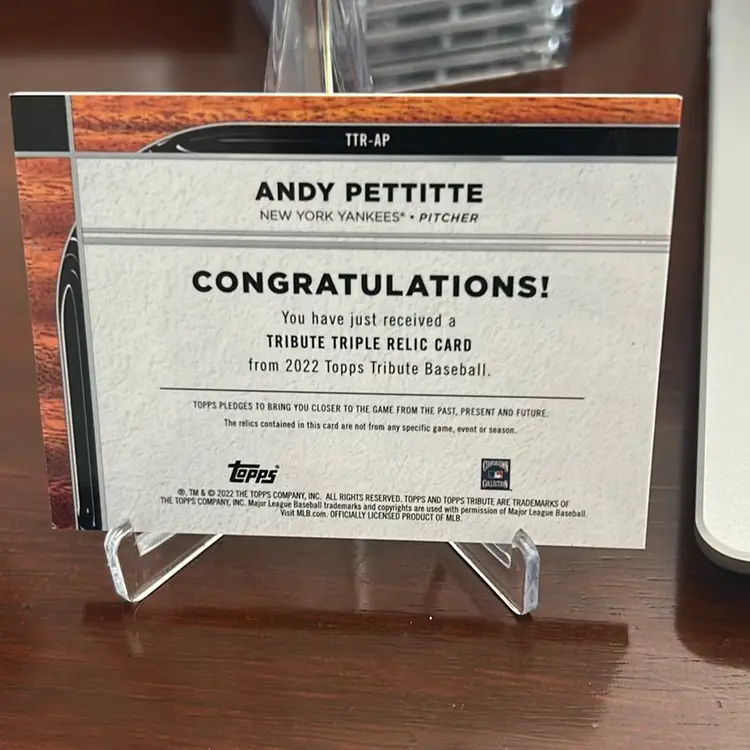 TTR-AP
ANDY PETTITTE
NEW YORK YANKEES® • PITCHER
CONGRATULATIONS!
You have just received a
TRIBUTE TRIPLE RELIC CARD
from 2022 Topps Tribute Baseball.
TOPPS PLEDGES TO BRING YOU CLOSER TO THE GAME FROM THE PAST, PRESENT AND FUTURE.
The relics contained in this card are not from any specific game, event or season.
topps®
COOPERSTOWN
COLLECTION
®, TM & © 2022 THE TOPPS COMPANY, INC. ALL RIGHTS RESERVED. TOPPS AND TOPPS TRIBUTE ARE TRADEMARKS OF
THE TOPPS COMPANY, INC. Major League Baseball trademarks and copyrights are used with permission of Major League Baseball.
Visit MLB.com. OFFICIALLY LICENSED PRODUCT OF MLB.